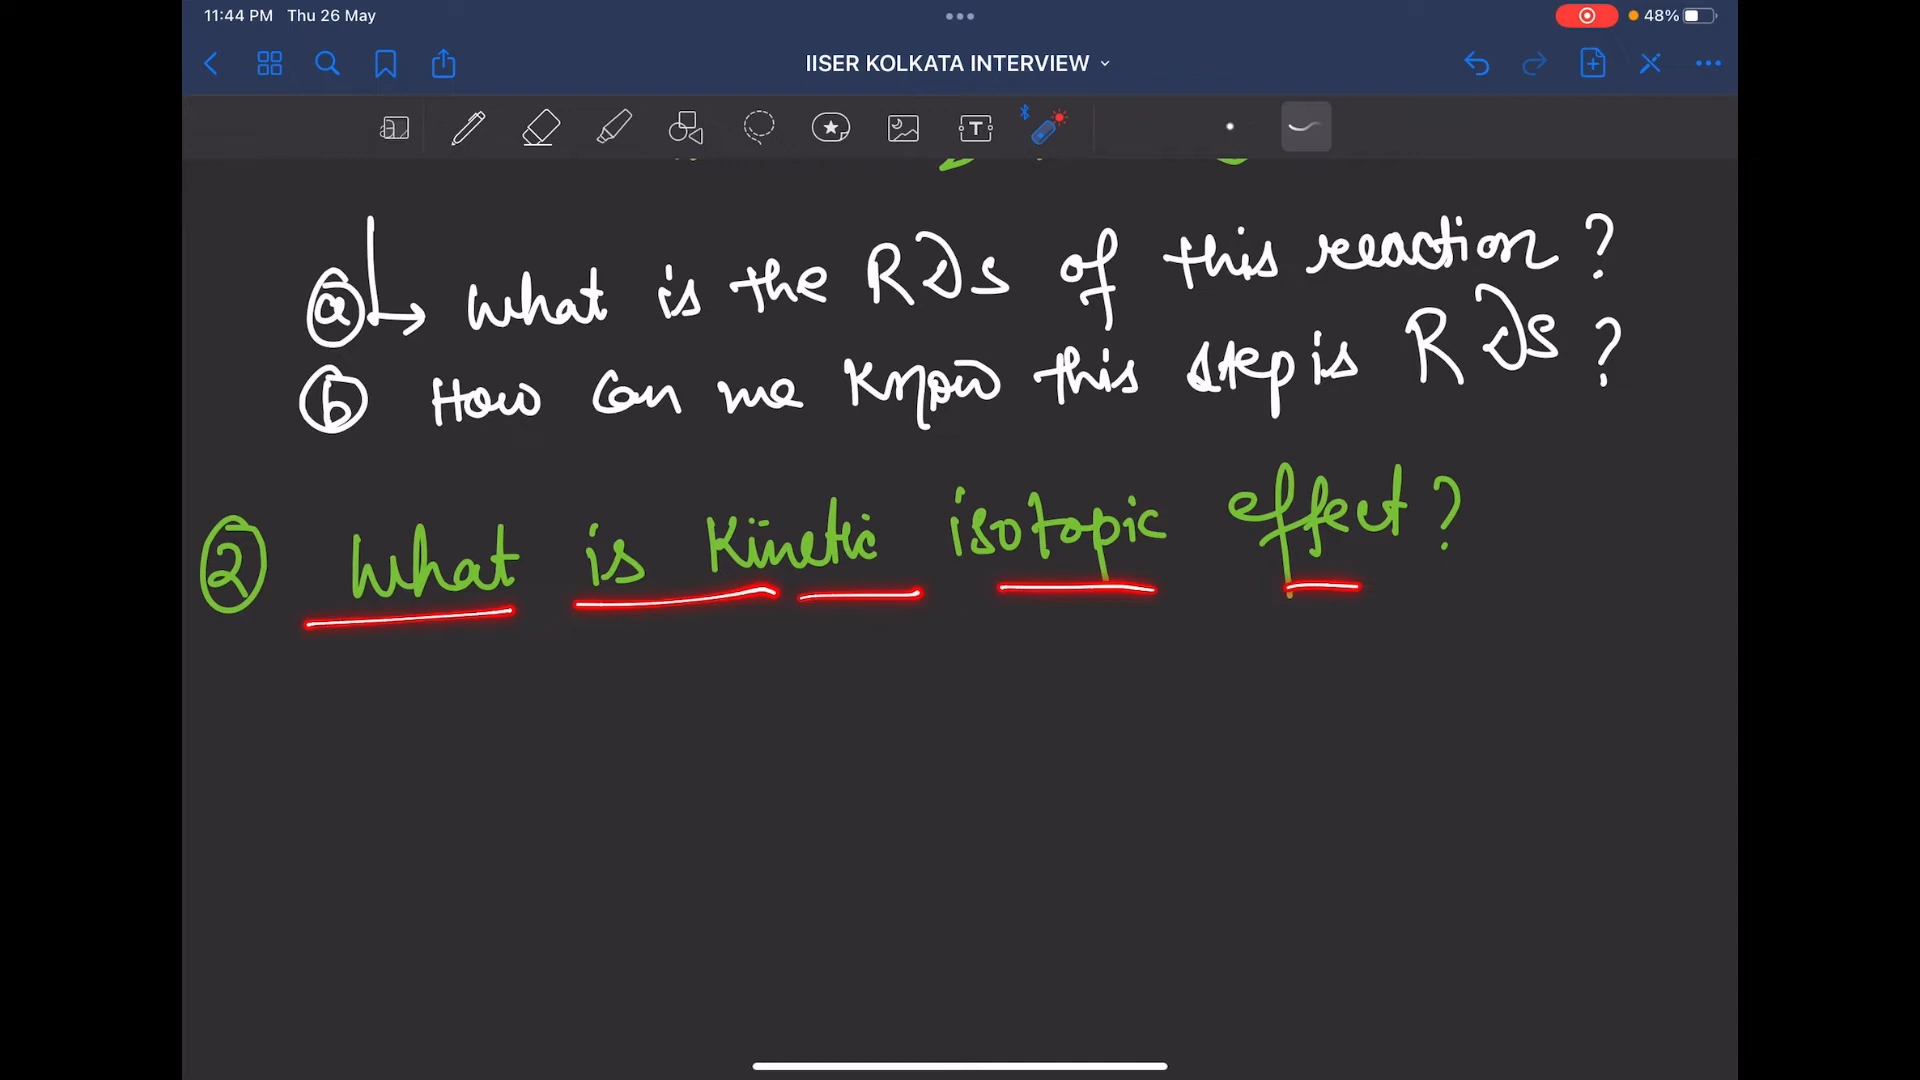 11:44 PM Thu 26 May
48%
IISER KOLKATA INTERVIEW
(a) ↳ What is the RDS of this reaction?
(b) How can we know this step is RDS?
(2) What is Kinetic isotopic effect?